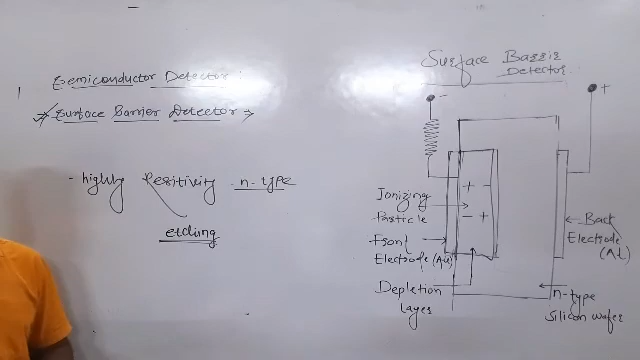 Semiconductor Detector :
Surface Barrier Detector
- highly resitivity n-type
etching
Surface Barrier
Detector
-
+
+ -
- +
Ionizing
Particle
Front
Electrode (Au)
Depletion
Layer
Back
Electrode
(Al)
n-type
Silicon wafer